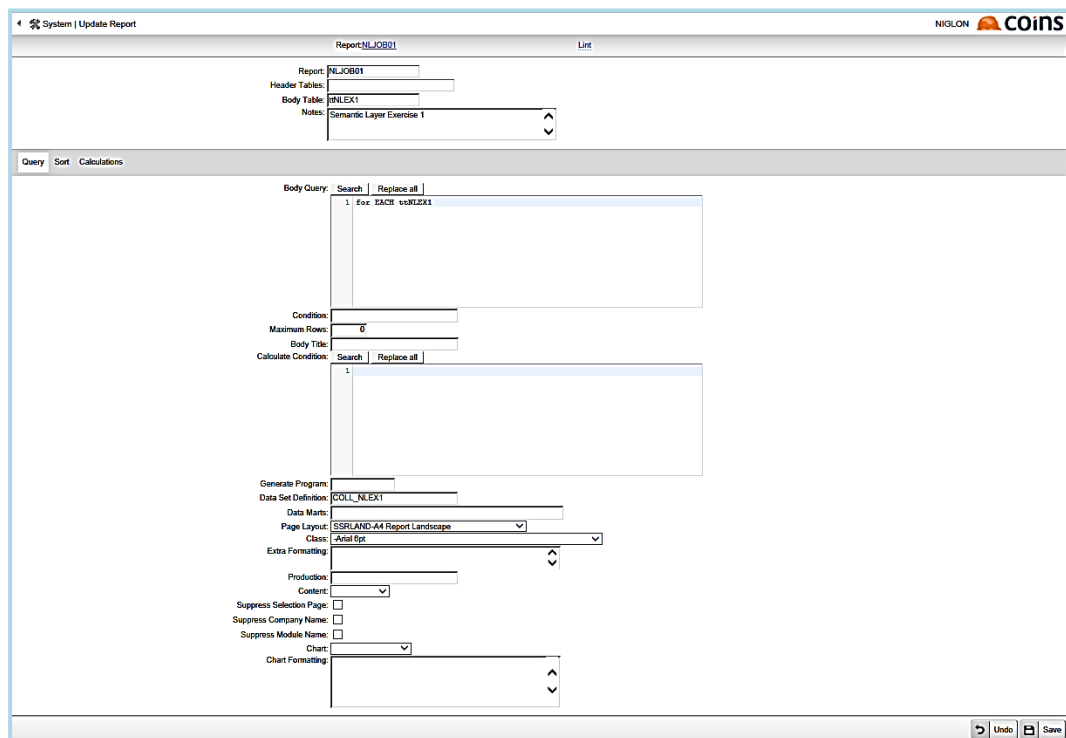 System | Update Report
NIGLON COINS
Report:NLJOB01 Lint
Report: NLJOB01
Header Tables:
Body Table: ttNLEX1
Notes: Semantic Layer Exercise 1
Query Sort Calculations
Body Query: Search Replace all
1 for EACH ttNLEX1
Condition:
Maximum Rows: 0
Body Title:
Calculate Condition: Search Replace all
1
Generate Program:
Data Set Definition: COLL_NLEX1
Data Marts:
Page Layout: SSRLAND-A4 Report Landscape
Class: -Arial 6pt
Extra Formatting:
Production:
Content:
Suppress Selection Page:
Suppress Company Name:
Suppress Module Name:
Chart:
Chart Formatting:
Undo Save